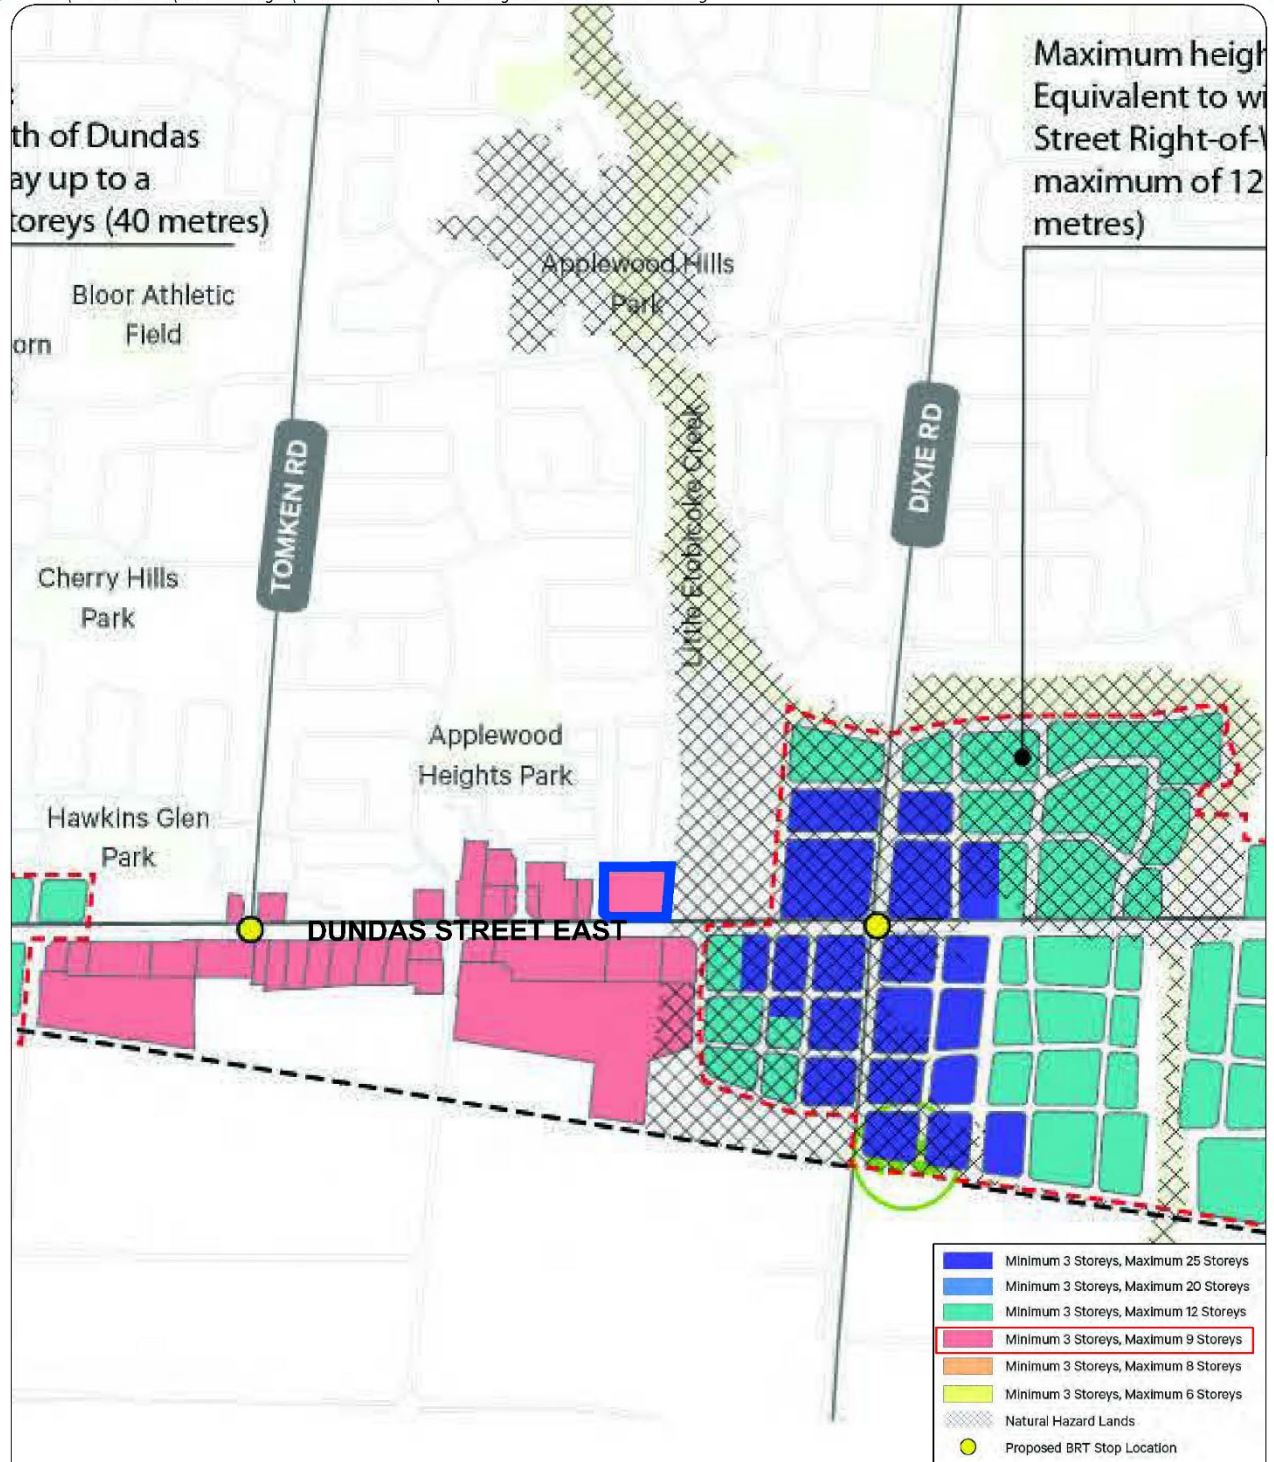 th of Dundas
ay up to a
toreys (40 metres)
Maximum heigh
Equivalent to wi
Street Right-of-W
maximum of 12
metres)
Applewood Hills
Park
Bloor Athletic
Field
orn
TOMKEN RD
DIXIE RD
Little Etobicoke Creek
Cherry Hills
Park
Applewood
Heights Park
Hawkins Glen
Park
DUNDAS STREET EAST
Minimum 3 Storeys, Maximum 25 Storeys
Minimum 3 Storeys, Maximum 20 Storeys
Minimum 3 Storeys, Maximum 12 Storeys
Minimum 3 Storeys, Maximum 9 Storeys
Minimum 3 Storeys, Maximum 8 Storeys
Minimum 3 Storeys, Maximum 6 Storeys
Natural Hazard Lands
Proposed BRT Stop Location